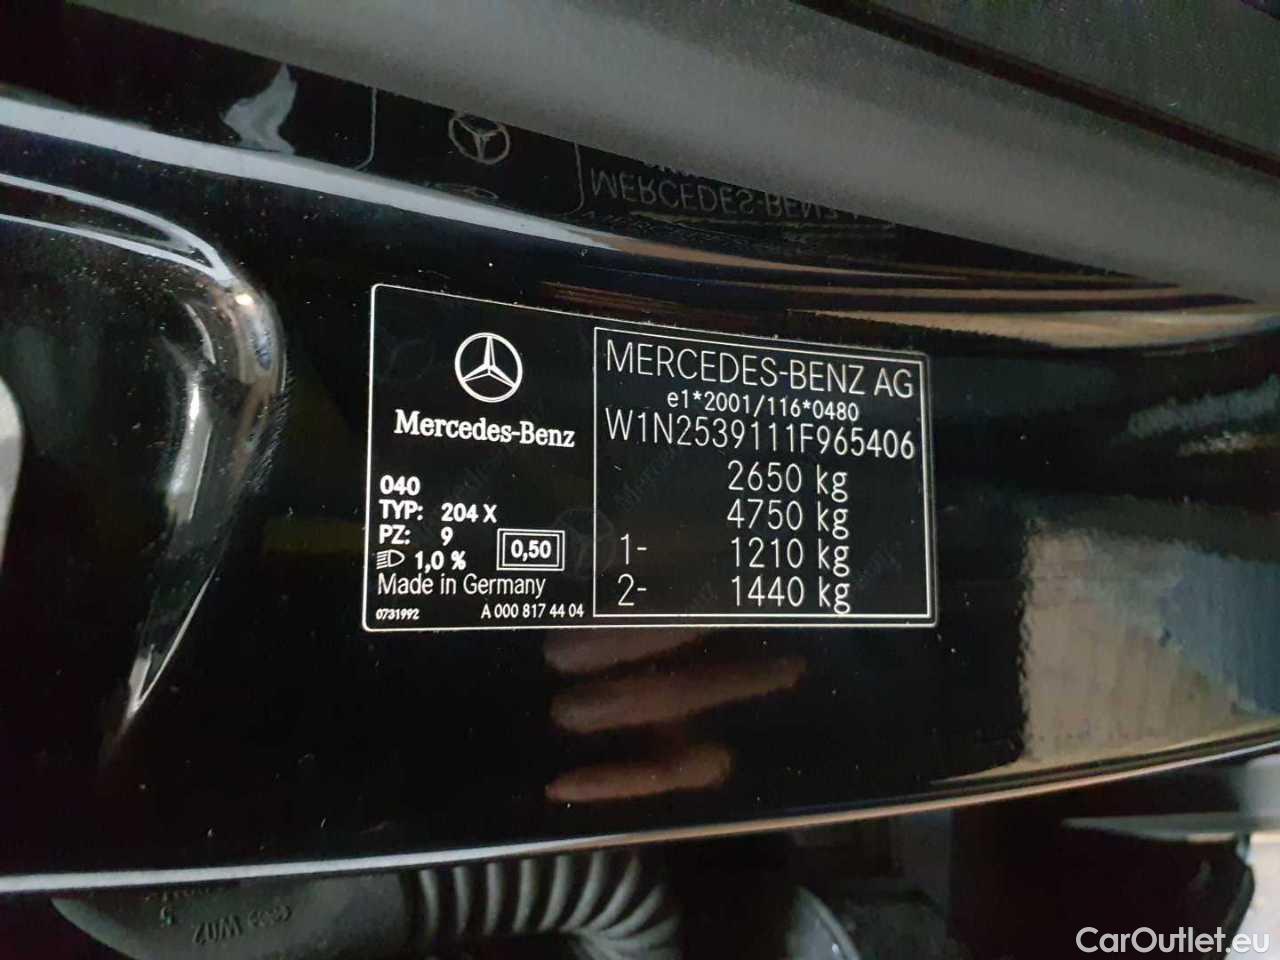 MERCEDES-BENZ
Mercedes-Benz
040
TYP: 204 X
PZ: 9
1,0 %
0,50
Made in Germany
0731992 A 000 817 44 04
MERCEDES-BENZ AG
e1*2001/116*0480
W1N2539111F965406
2650 kg
4750 kg
1- 1210 kg
2- 1440 kg
CarOutlet.eu